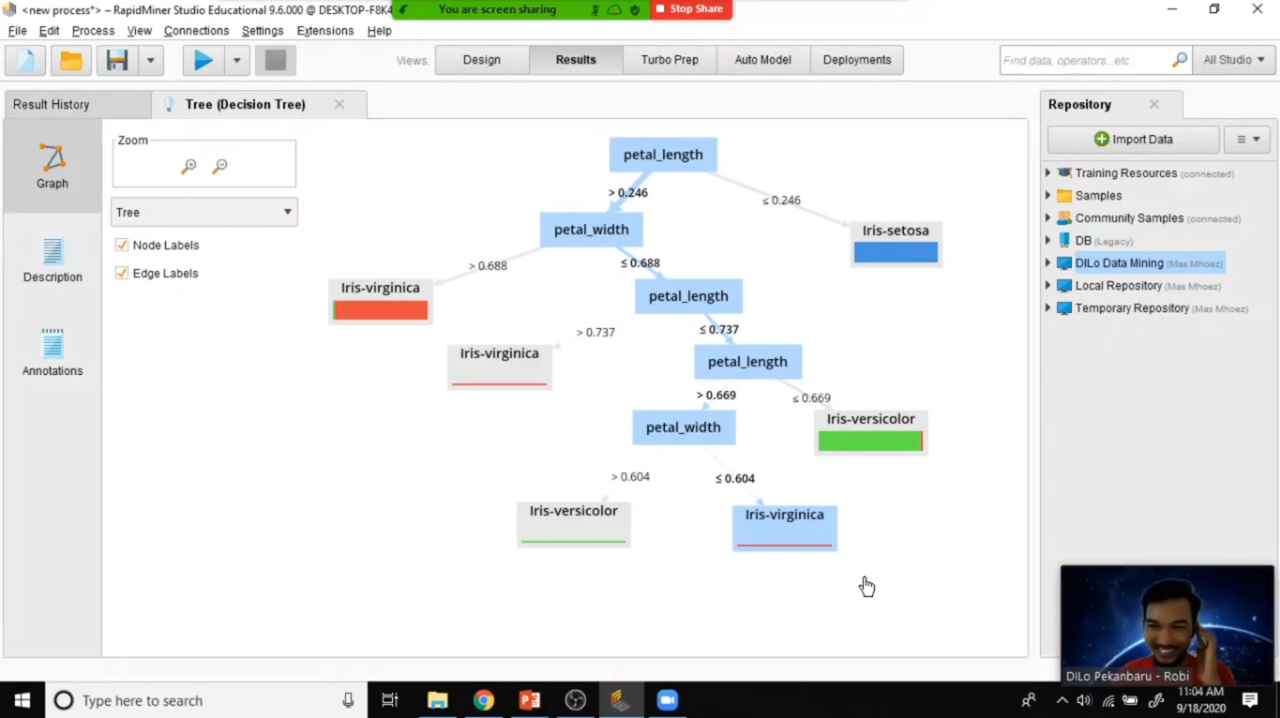 <new process*> – RapidMiner Studio Educational 9.6.000 @ DESKTOP-F8K4
You are screen sharing
Stop Share
File Edit Process View Connections Settings Extensions Help
Views: Design Results Turbo Prep Auto Model Deployments
Find data, operators...etc
All Studio
Result History
Tree (Decision Tree)
Graph
Description
Annotations
Zoom
Tree
Node Labels
Edge Labels
petal_length
> 0.246
≤ 0.246
petal_width
Iris-setosa
> 0.688
≤ 0.688
Iris-virginica
petal_length
> 0.737
≤ 0.737
Iris-virginica
petal_length
> 0.669
≤ 0.669
petal_width
Iris-versicolor
> 0.604
≤ 0.604
Iris-versicolor
Iris-virginica
Repository
Import Data
Training Resources (connected)
Samples
Community Samples (connected)
DB (Legacy)
DILo Data Mining (Mas Mhoez)
Local Repository (Mas Mhoez)
Temporary Repository (Mas Mhoez)
DILo Pekanbaru - Robi
Type here to search
11:04 AM
9/18/2020